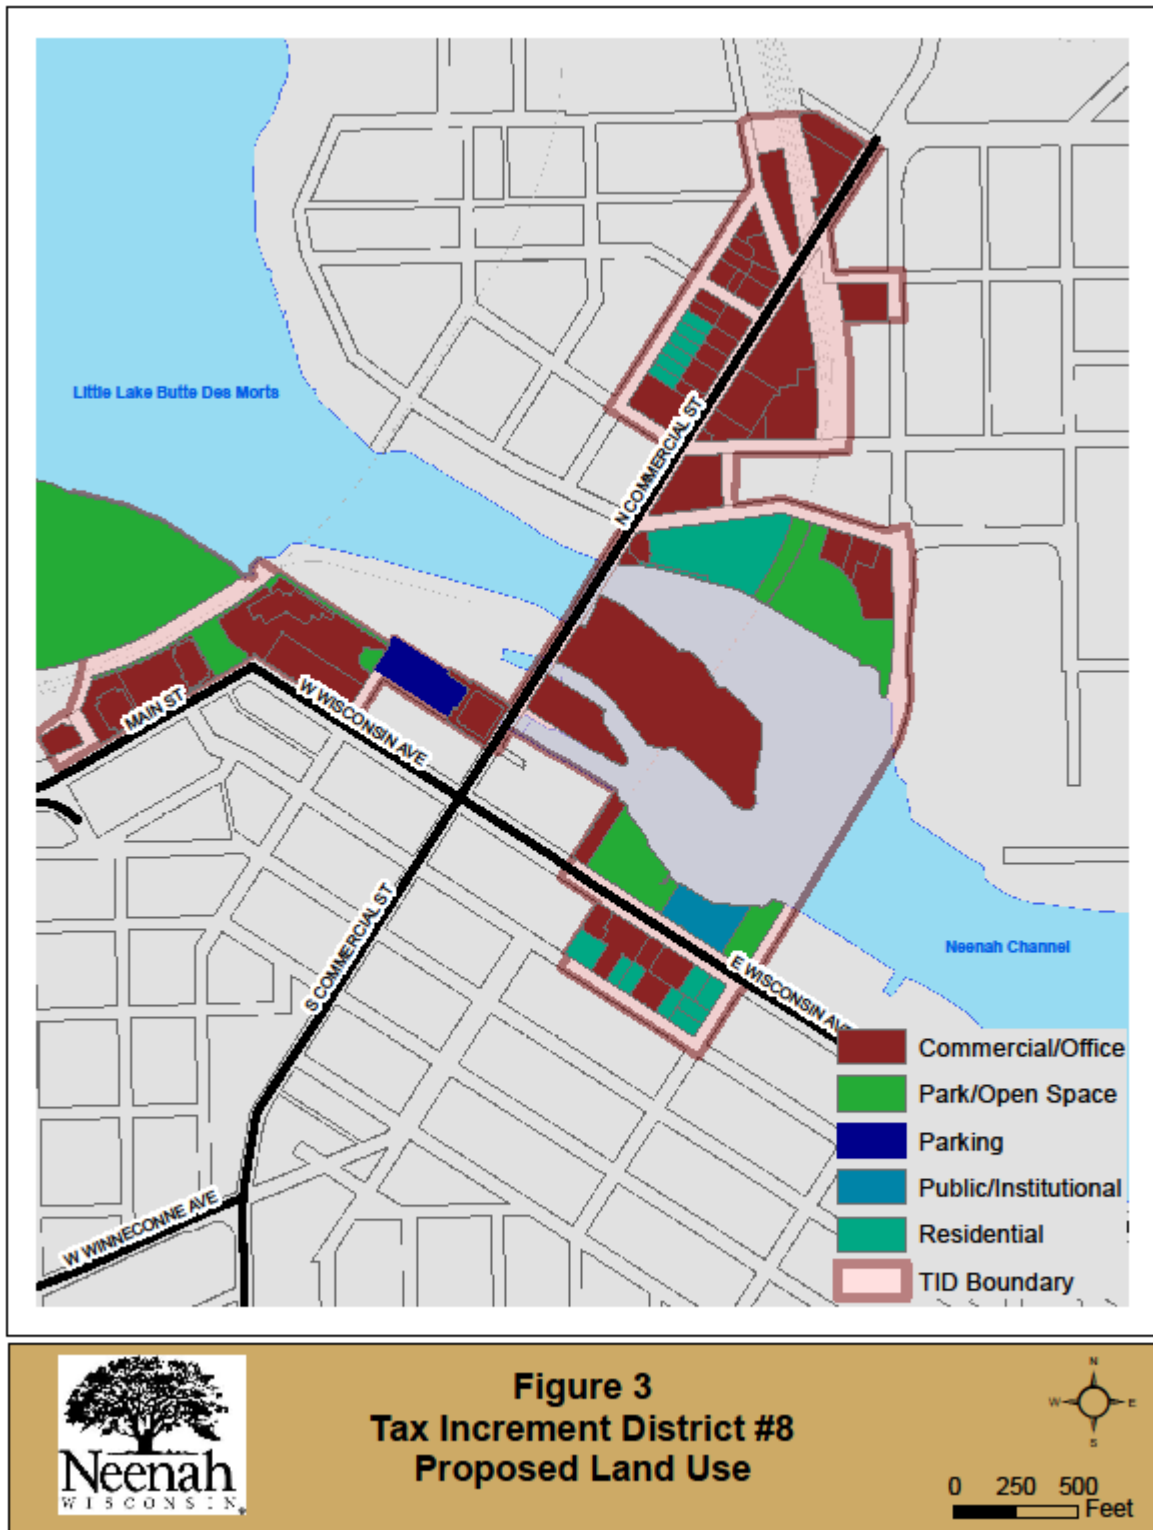 Little Lake Butte Des Morts
N COMMERCIAL ST
MAIN ST
W WISCONSIN AVE
S COMMERCIAL ST
E WISCONSIN AVE
Neenah Channel
W WINNECONNE AVE
Commercial/Office
Park/Open Space
Parking
Public/Institutional
Residential
TID Boundary
Neenah
WISCONSIN
Figure 3
Tax Increment District #8
Proposed Land Use
N
W E
S
0 250 500
Feet